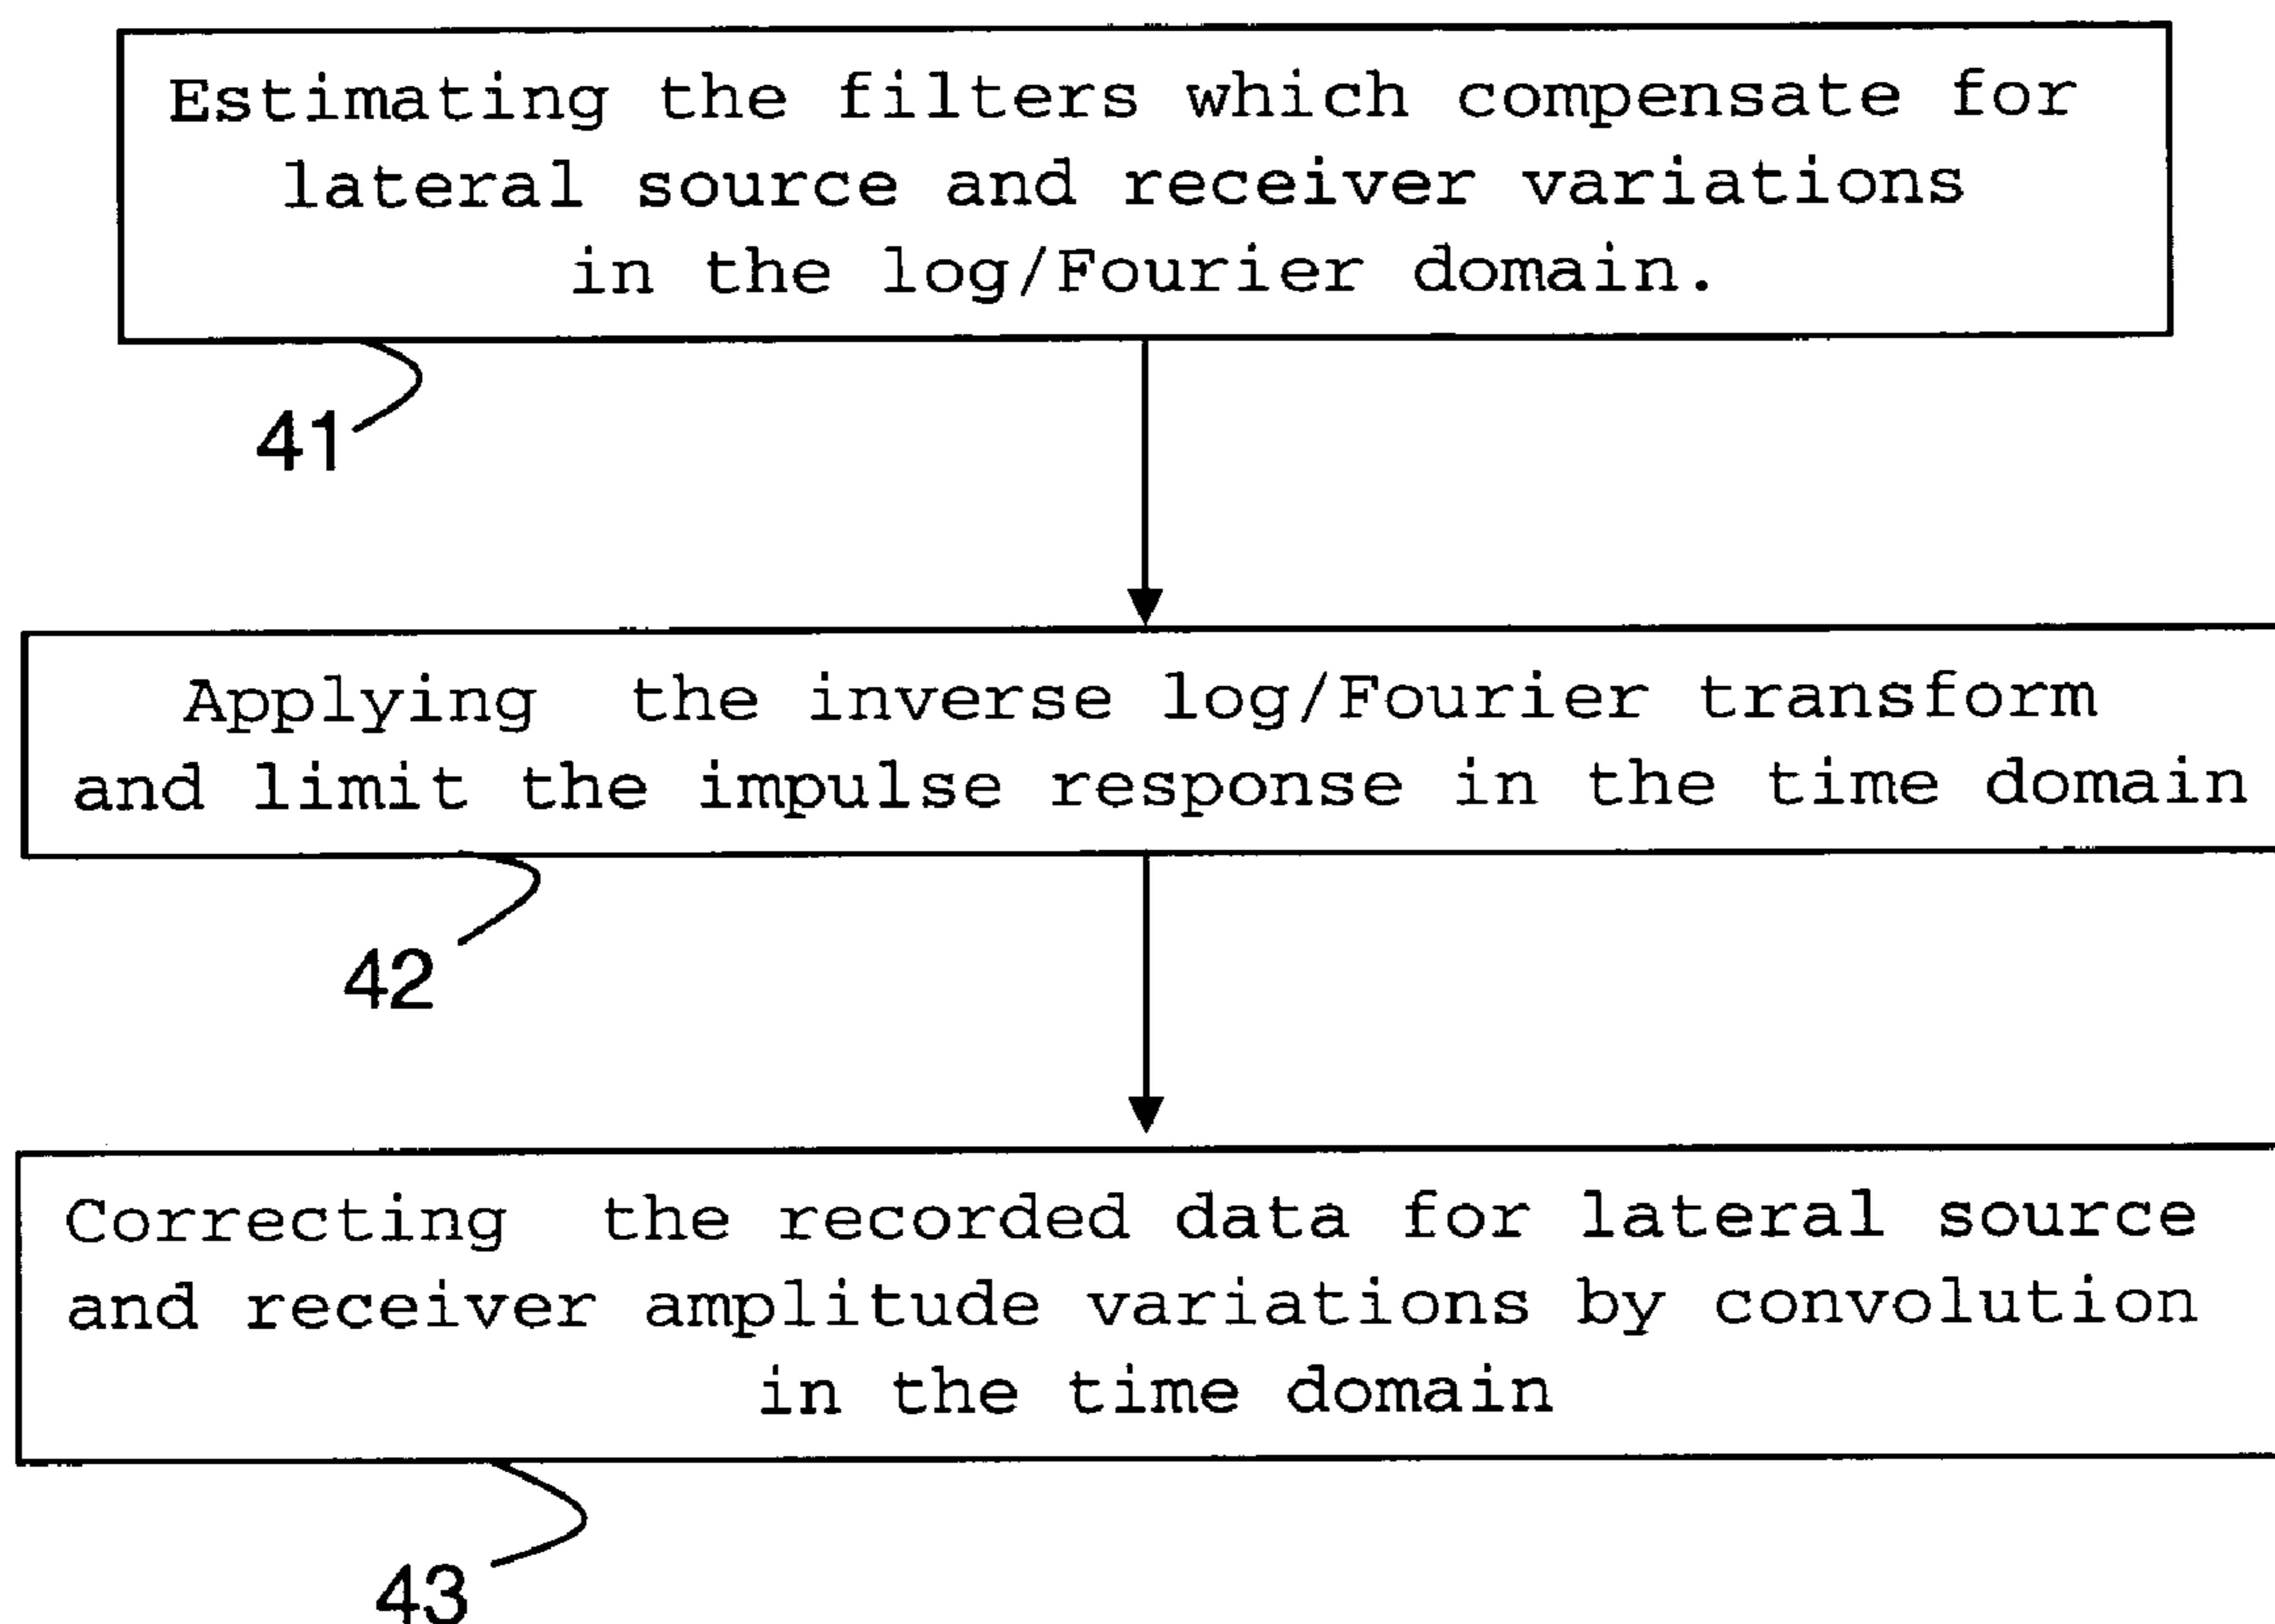 Estimating the filters which compensate for
lateral source and receiver variations
in the log/Fourier domain.
41
Applying the inverse log/Fourier transform
and limit the impulse response in the time domain
42
Correcting the recorded data for lateral source
and receiver amplitude variations by convolution
in the time domain
43